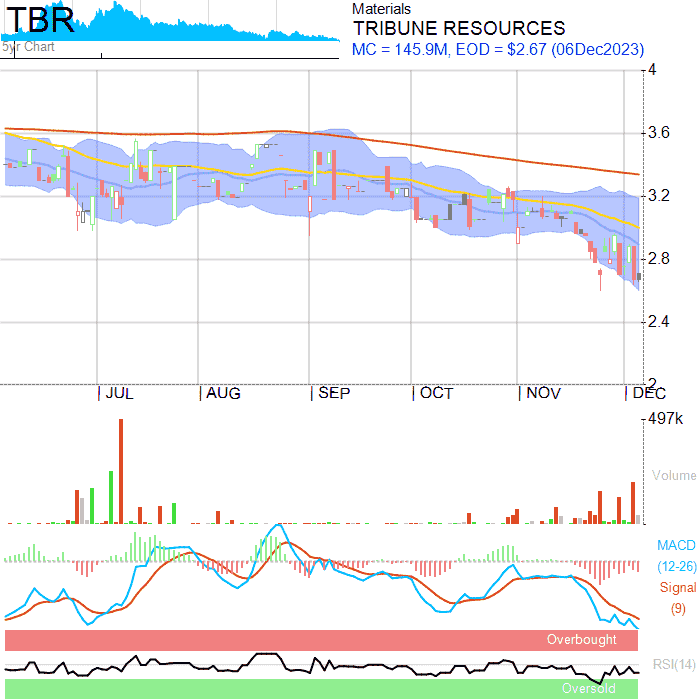 TBR
5yr Chart
Materials
TRIBUNE RESOURCES
MC = 145.9M, EOD = $2.67 (06Dec2023)
4
3.6
3.2
2.8
2.4
2
JUL AUG SEP OCT NOV DEC
497k
Volume
MACD
(12-26)
Signal
(9)
Overbought
RSI(14)
Oversold